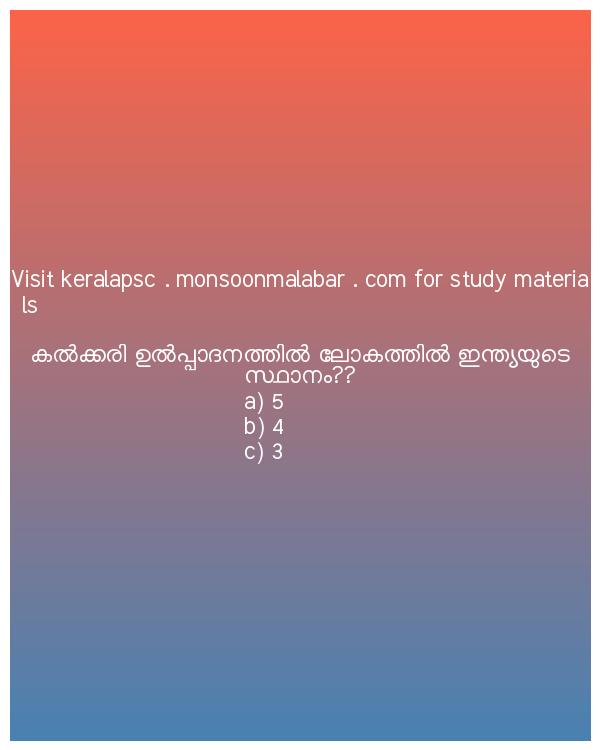 Visit keralapsc . monsoonmalabar . com for study materia
ls
കൽക്കരി ഉൽപ്പാദനത്തിൽ ലോകത്തിൽ ഇന്ത്യയുടെ
സ്ഥാനം??
a) 5
b) 4
c) 3